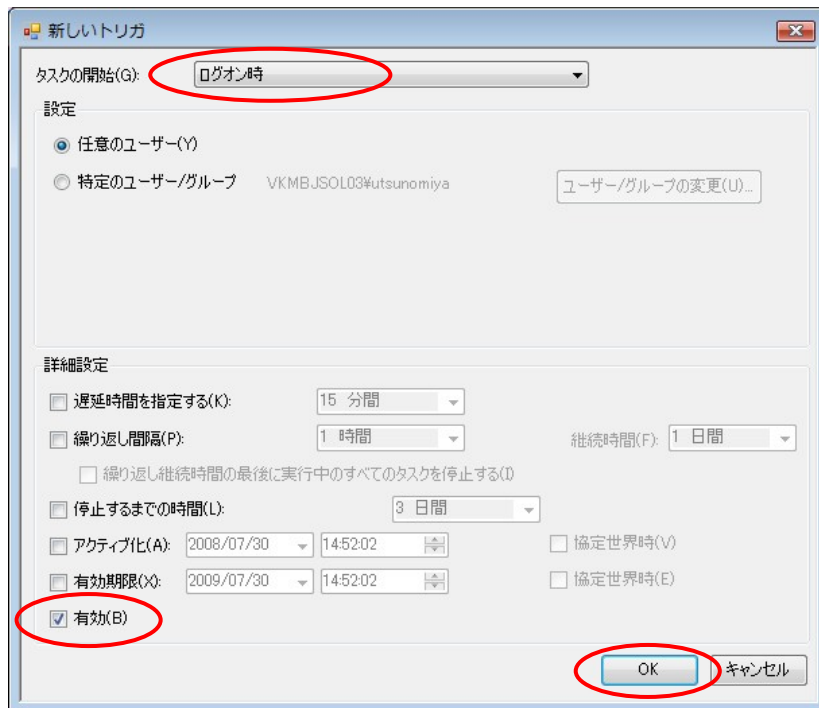 新しいトリガ
タスクの開始(G): ログオン時
設定
任意のユーザー(Y)
特定のユーザー/グループ VKMBJSOL03¥utsunomiya ユーザー/グループの変更(U)...
詳細設定
遅延時間を指定する(K): 15 分間
繰り返し間隔(P): 1 時間 継続時間(F): 1 日間
繰り返し継続時間の最後に実行中のすべてのタスクを停止する(I)
停止するまでの時間(L): 3 日間
アクティブ化(A): 2008/07/30 14:52:02 協定世界時(V)
有効期限(X): 2009/07/30 14:52:02 協定世界時(E)
有効(B)
OK キャンセル